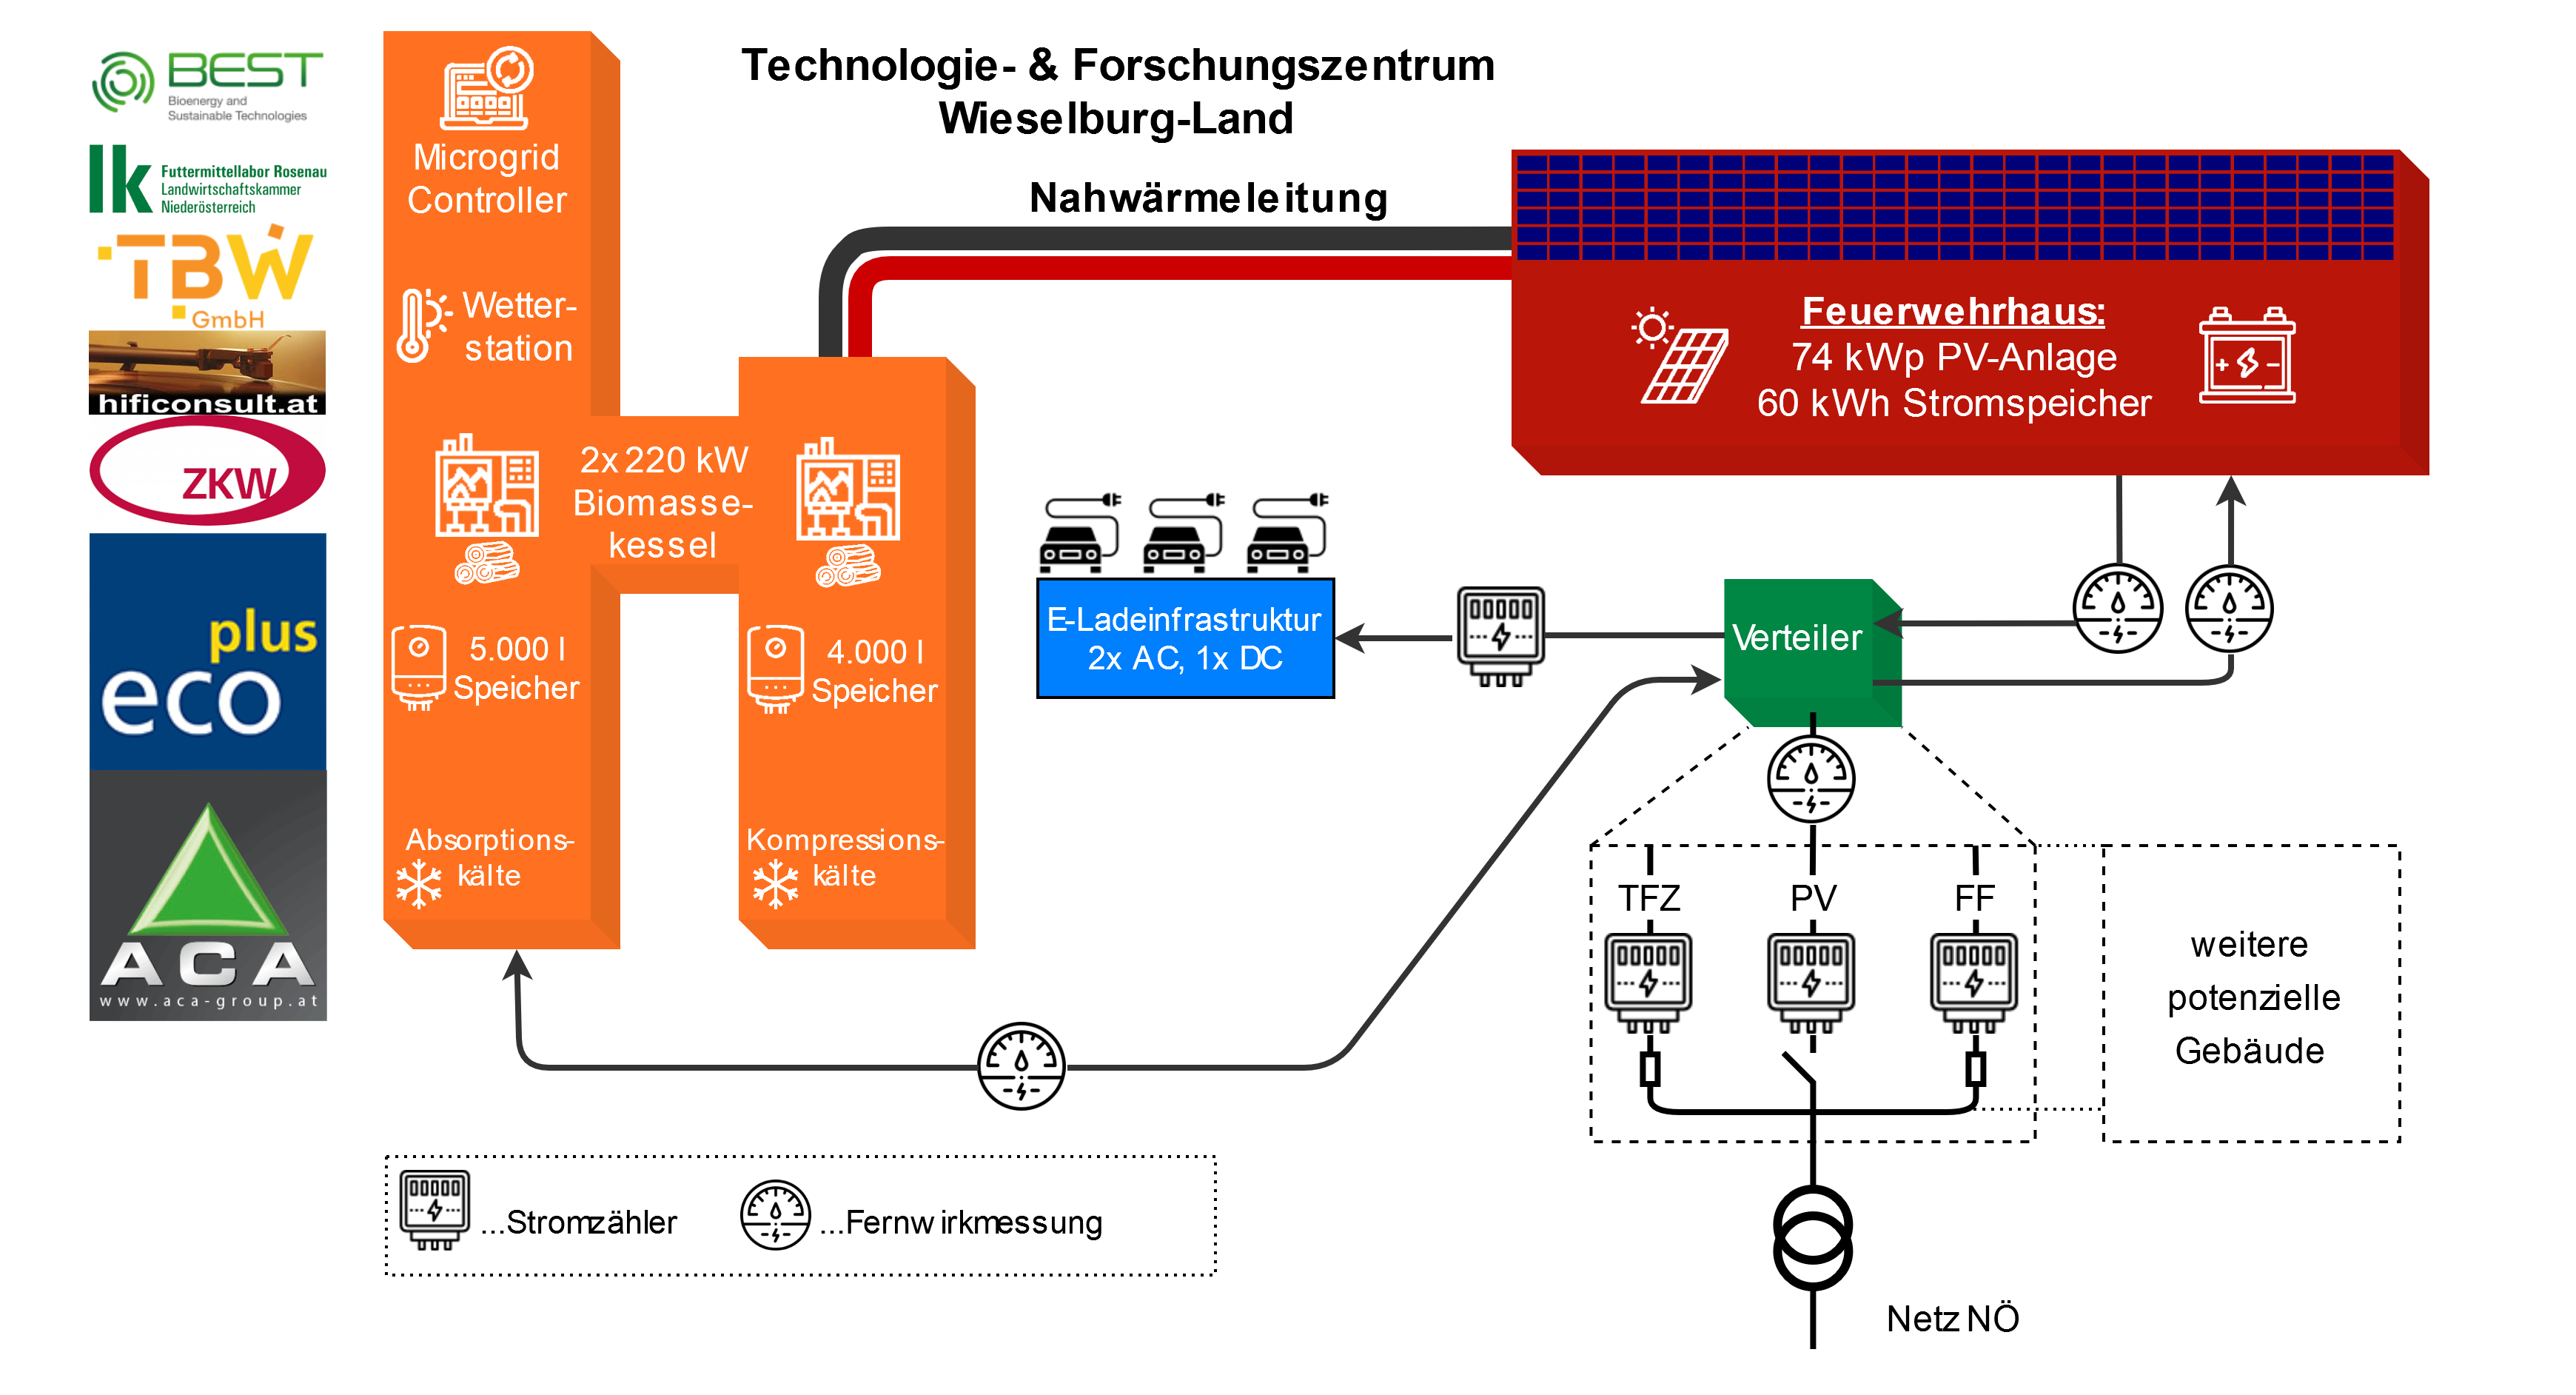 BEST
Bioenergy and
Sustainable Technologies
lk
Futtermittellabor Rosenau
Landwirtschaftskammer
Niederösterreich
TBW
GmbH
hificonsult.at
ZKW
plus
eco
ACA
www.aca-group.at
Technologie- & Forschungszentrum
Wieselburg-Land
Nahwärmeleitung
Microgrid
Controller
Wetter-
station
2x 220 kW
Biomasse-
kessel
5.000 l
Speicher
4.000 l
Speicher
Absorptions-
kälte
Kompressions-
kälte
Feuerwehrhaus:
74 kWp PV-Anlage
60 kWh Stromspeicher
E-Ladeinfrastruktur
2x AC, 1x DC
Verteiler
TFZ
PV
FF
weitere
potenzielle
Gebäude
...Stromzähler
...Fernwirkmessung
Netz NÖ